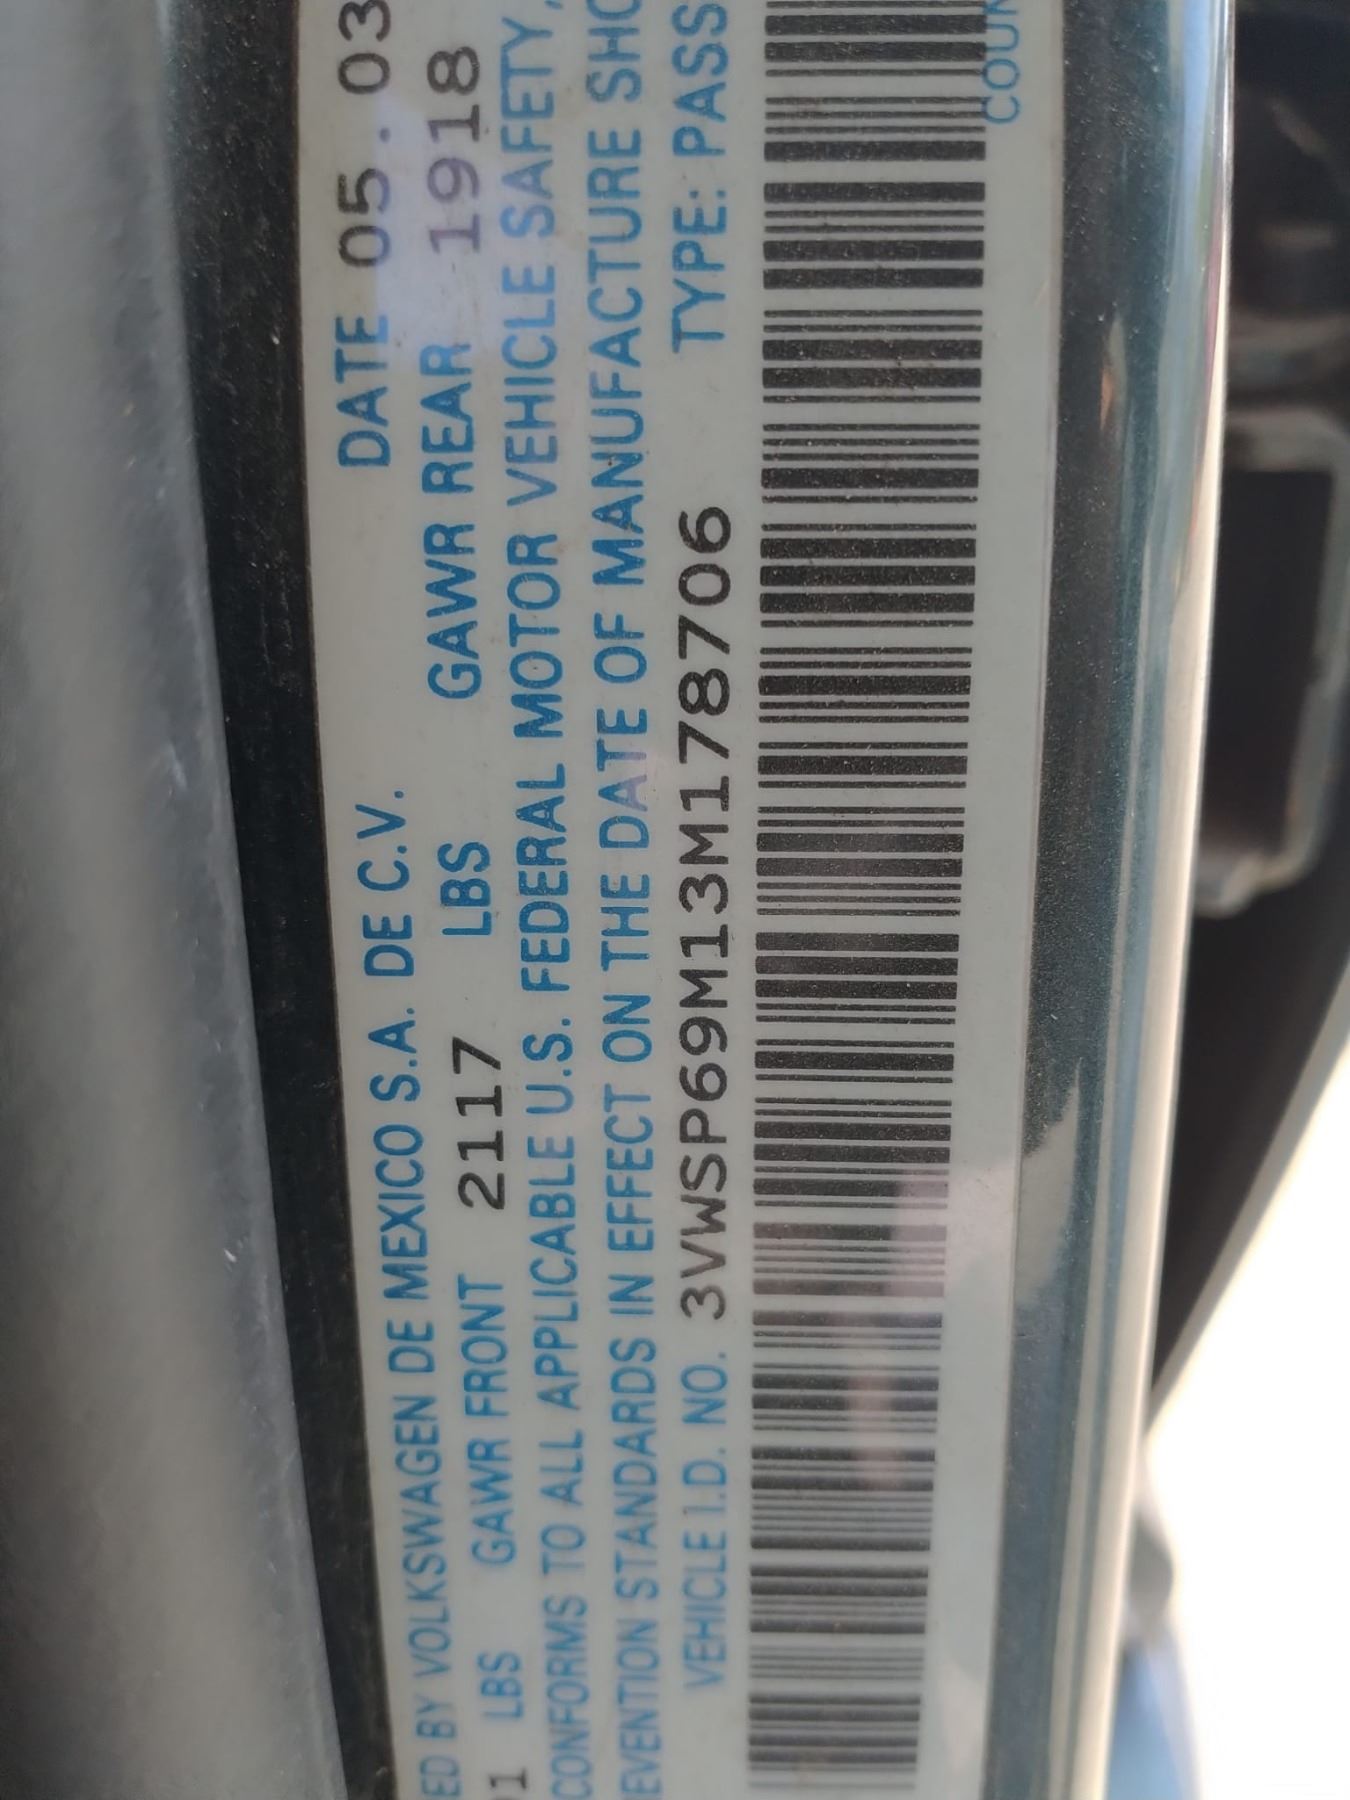 ED BY VOLKSWAGEN DE MEXICO S.A. DE C.V. DATE 05.03
LBS GAWR FRONT 2117 LBS GAWR REAR 1918
CONFORMS TO ALL APPLICABLE U.S. FEDERAL MOTOR VEHICLE SAFETY,
EVENTION STANDARDS IN EFFECT ON THE DATE OF MANUFACTURE SHO
VEHICLE I.D. NO. 3VWSP69M13M178706 TYPE: PASS
COUN